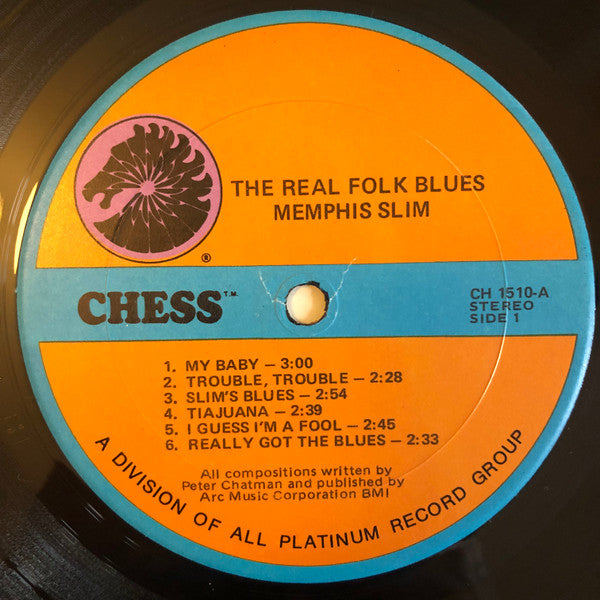 THE REAL FOLK BLUES
MEMPHIS SLIM
®
CHESS T.M.
CH 1510-A
STEREO
SIDE 1
1. MY BABY – 3:00
2. TROUBLE, TROUBLE – 2:28
3. SLIM'S BLUES – 2:54
4. TIAJUANA – 2:39
5. I GUESS I'M A FOOL – 2:45
6. REALLY GOT THE BLUES – 2:33
All compositions written by
Peter Chatman and published by
Arc Music Corporation BMI
A DIVISION OF ALL PLATINUM RECORD GROUP